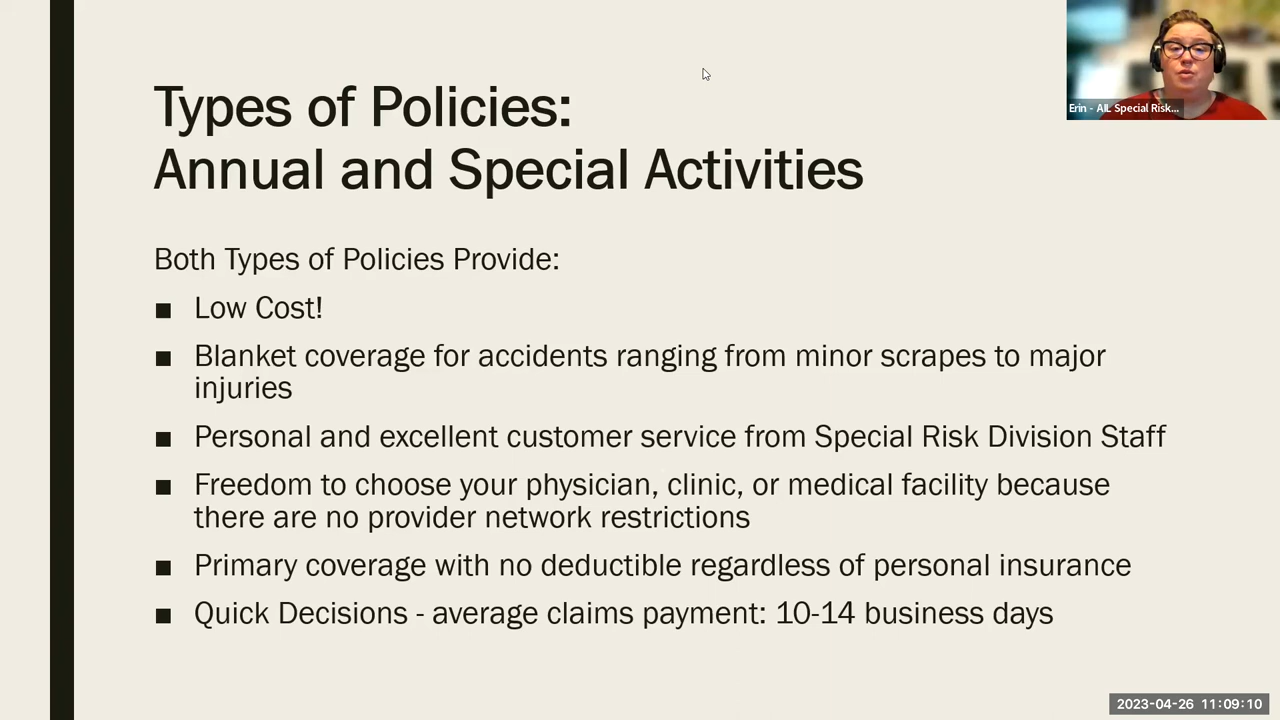 Types of Policies:
Annual and Special Activities
Erin - AIL Special Risk...
Both Types of Policies Provide:
■ Low Cost!
■ Blanket coverage for accidents ranging from minor scrapes to major
injuries
■ Personal and excellent customer service from Special Risk Division Staff
■ Freedom to choose your physician, clinic, or medical facility because
there are no provider network restrictions
■ Primary coverage with no deductible regardless of personal insurance
■ Quick Decisions - average claims payment: 10-14 business days
2023-04-26 11:09:10